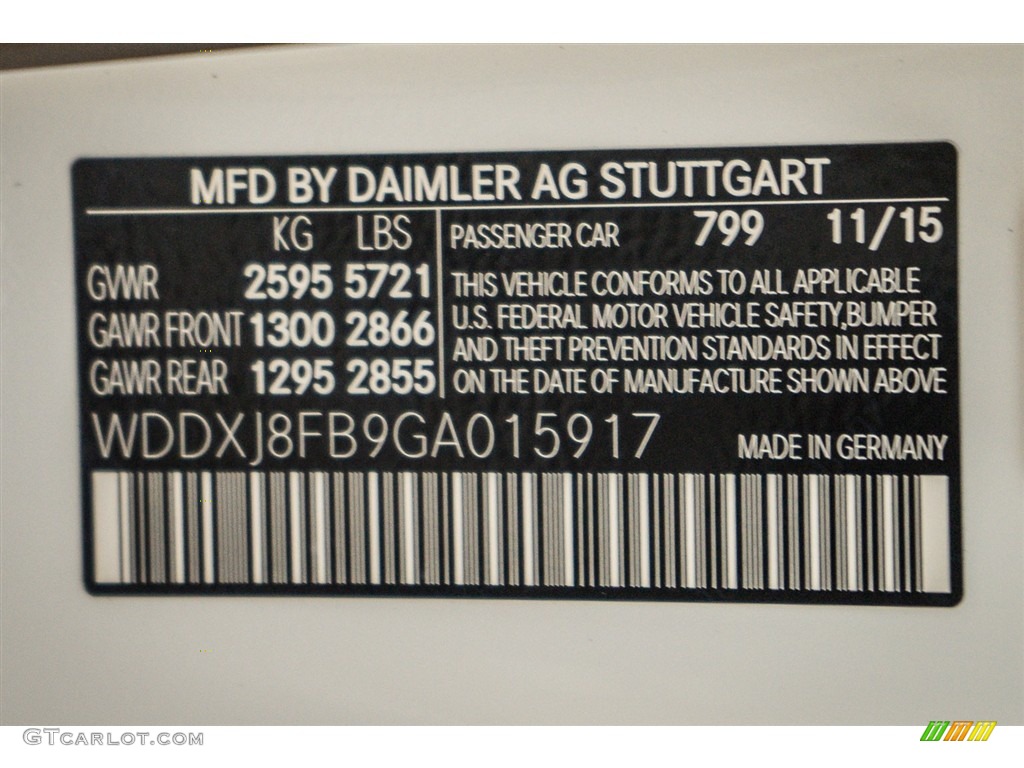 MFD BY DAIMLER AG STUTTGART
KG LBS
GVWR 2595 5721
GAWR FRONT 1300 2866
GAWR REAR 1295 2855
PASSENGER CAR 799 11/15
THIS VEHICLE CONFORMS TO ALL APPLICABLE
U.S. FEDERAL MOTOR VEHICLE SAFETY,BUMPER
AND THEFT PREVENTION STANDARDS IN EFFECT
ON THE DATE OF MANUFACTURE SHOWN ABOVE
WDDXJ8FB9GA015917
MADE IN GERMANY
GTCARLOT.COM